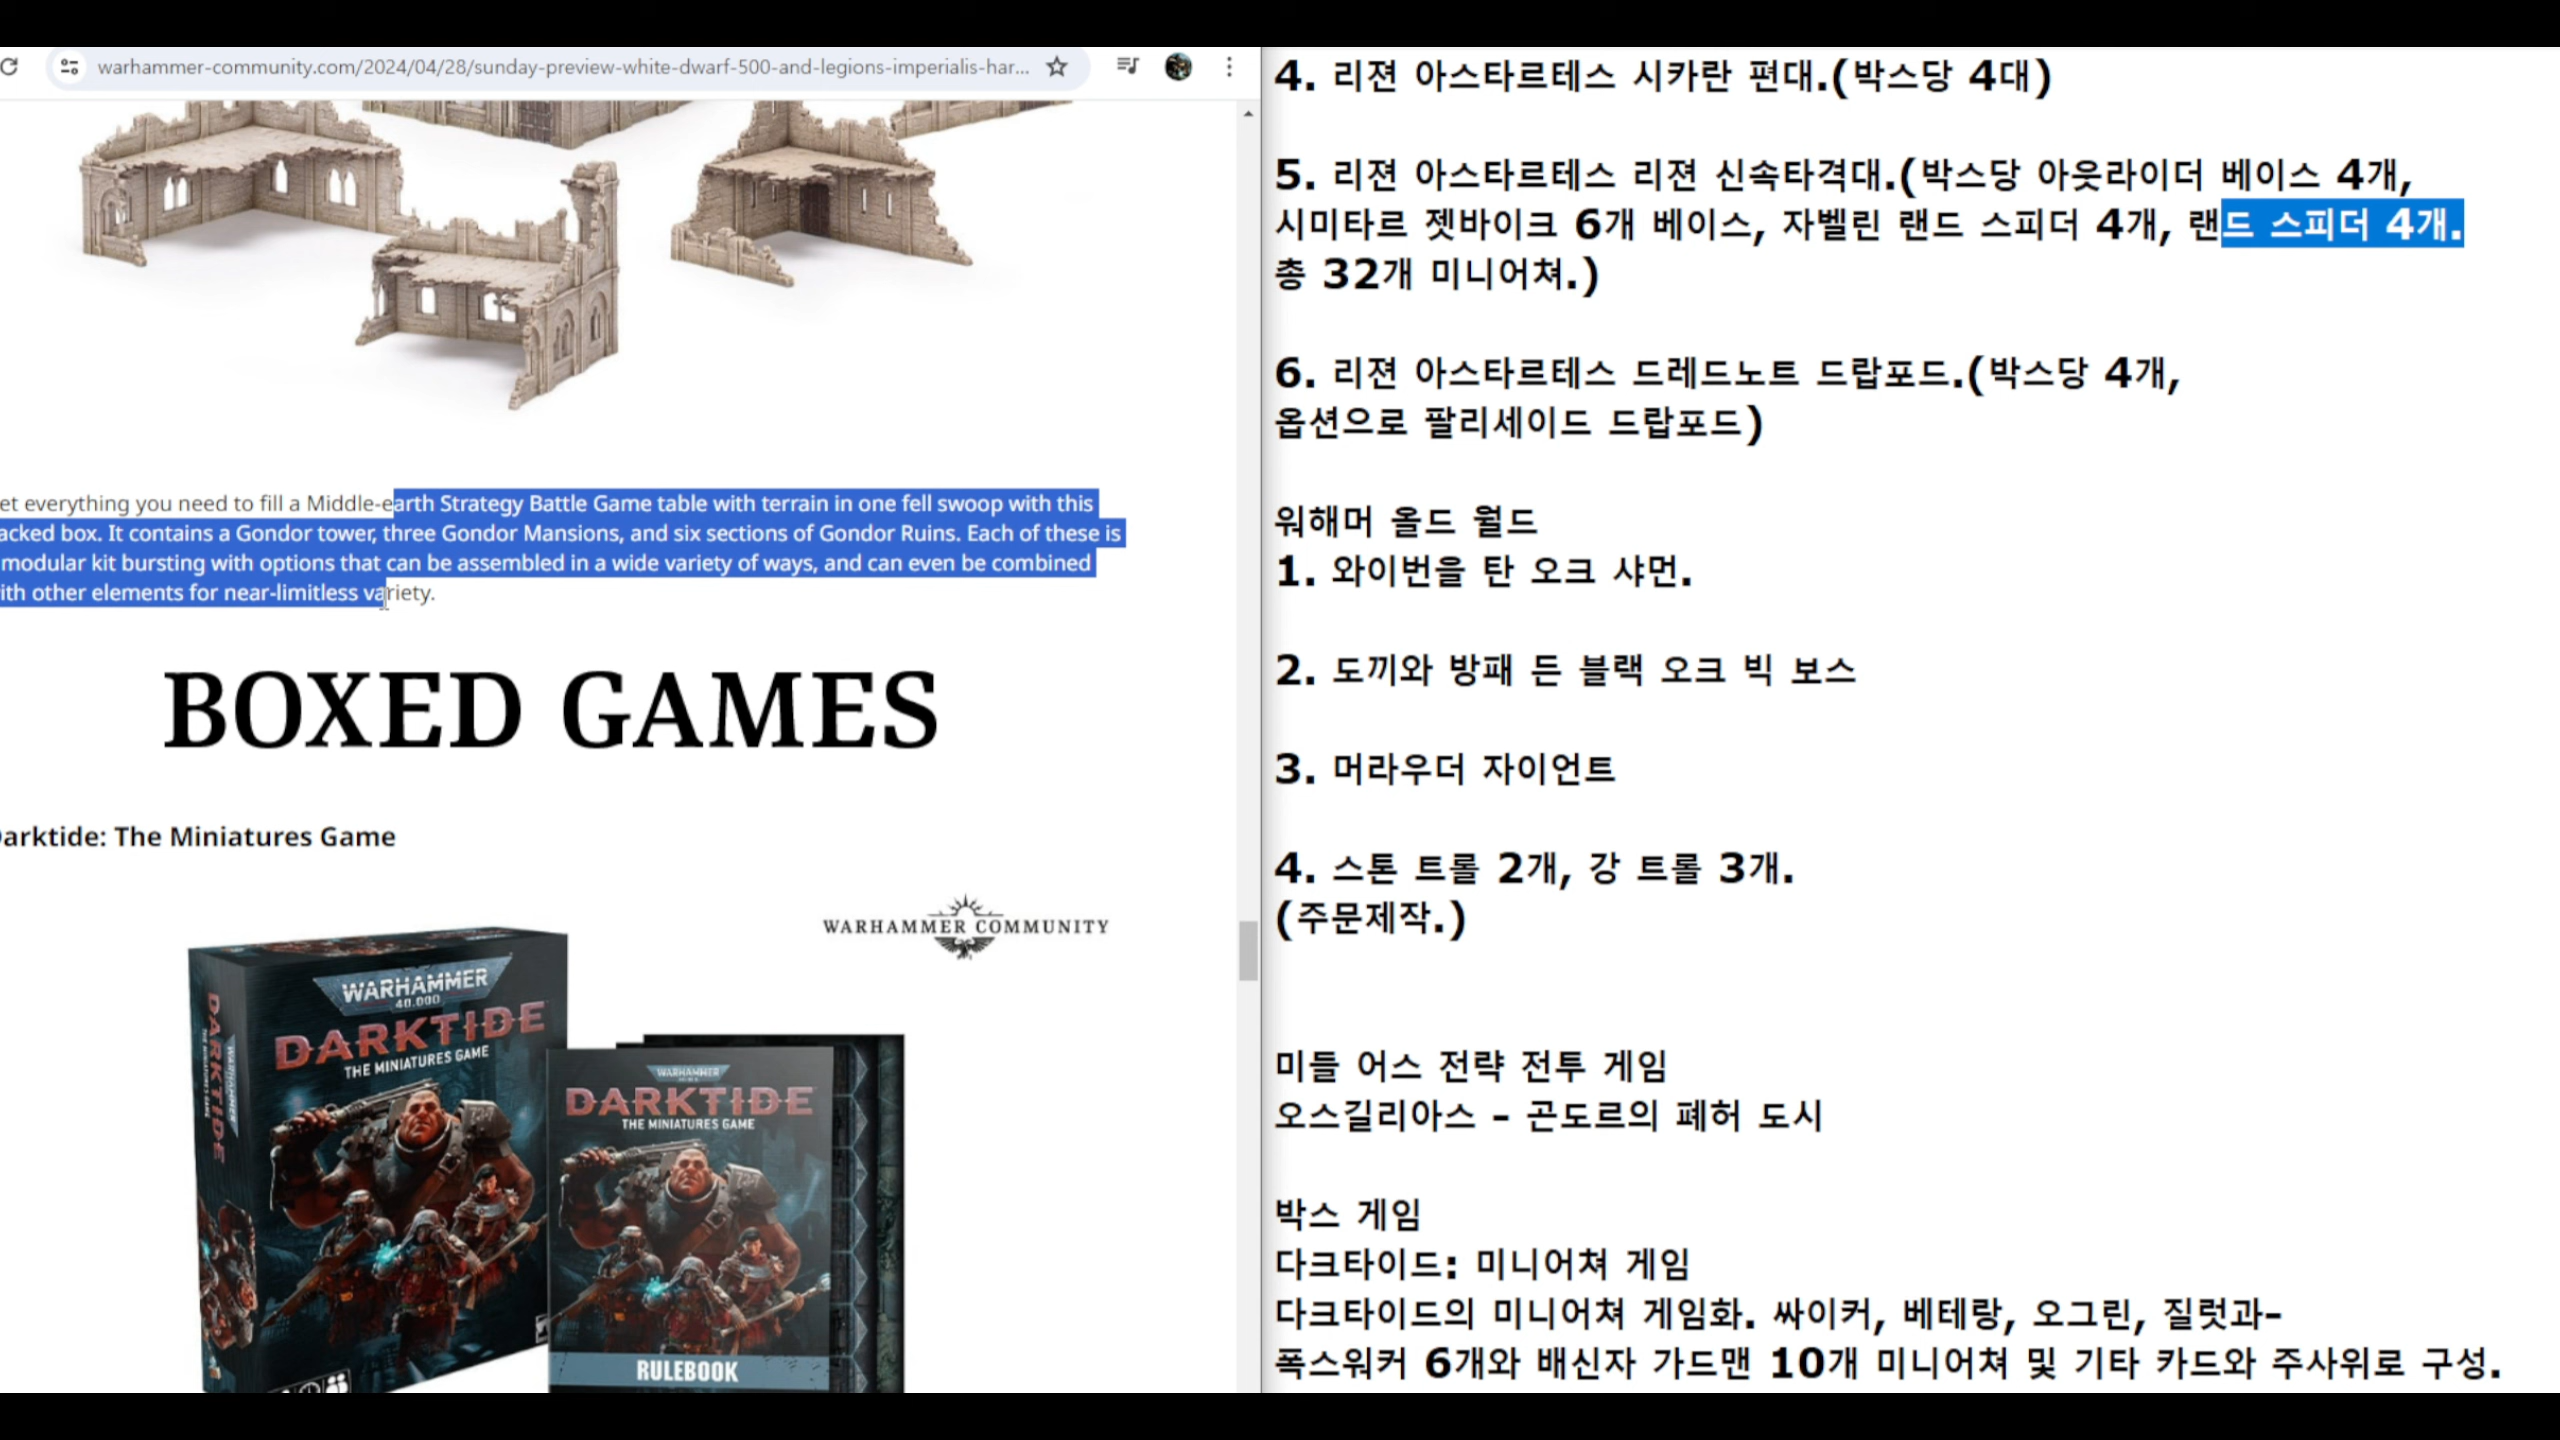 warhammer-community.com/2024/04/28/sunday-preview-white-dwarf-500-and-legions-imperialis-har...
et everything you need to fill a Middle-earth Strategy Battle Game table with terrain in one fell swoop with this
acked box. It contains a Gondor tower, three Gondor Mansions, and six sections of Gondor Ruins. Each of these is
modular kit bursting with options that can be assembled in a wide variety of ways, and can even be combined
ith other elements for near-limitless variety.
BOXED GAMES
arktide: The Miniatures Game
WARHAMMER COMMUNITY
WARHAMMER
40,000
DARKTIDE
THE MINIATURES GAME
DARKTIDE
WARHAMMER
DARKTIDE
THE MINIATURES GAME
RULEBOOK
4. 리젼 아스타르테스 시카란 편대.(박스당 4대)
5. 리젼 아스타르테스 리젼 신속타격대.(박스당 아웃라이더 베이스 4개,
시미타르 젯바이크 6개 베이스, 자벨린 랜드 스피더 4개, 랜드 스피더 4개.
총 32개 미니어쳐.)
6. 리젼 아스타르테스 드레드노트 드랍포드.(박스당 4개,
옵션으로 팔리세이드 드랍포드)
워해머 올드 월드
1. 와이번을 탄 오크 샤먼.
2. 도끼와 방패 든 블랙 오크 빅 보스
3. 머라우더 자이언트
4. 스톤 트롤 2개, 강 트롤 3개.
(주문제작.)
미들 어스 전략 전투 게임
오스길리아스 - 곤도르의 폐허 도시
박스 게임
다크타이드: 미니어쳐 게임
다크타이드의 미니어쳐 게임화. 싸이커, 베테랑, 오그린, 질럿과-
폭스워커 6개와 배신자 가드맨 10개 미니어쳐 및 기타 카드와 주사위로 구성.